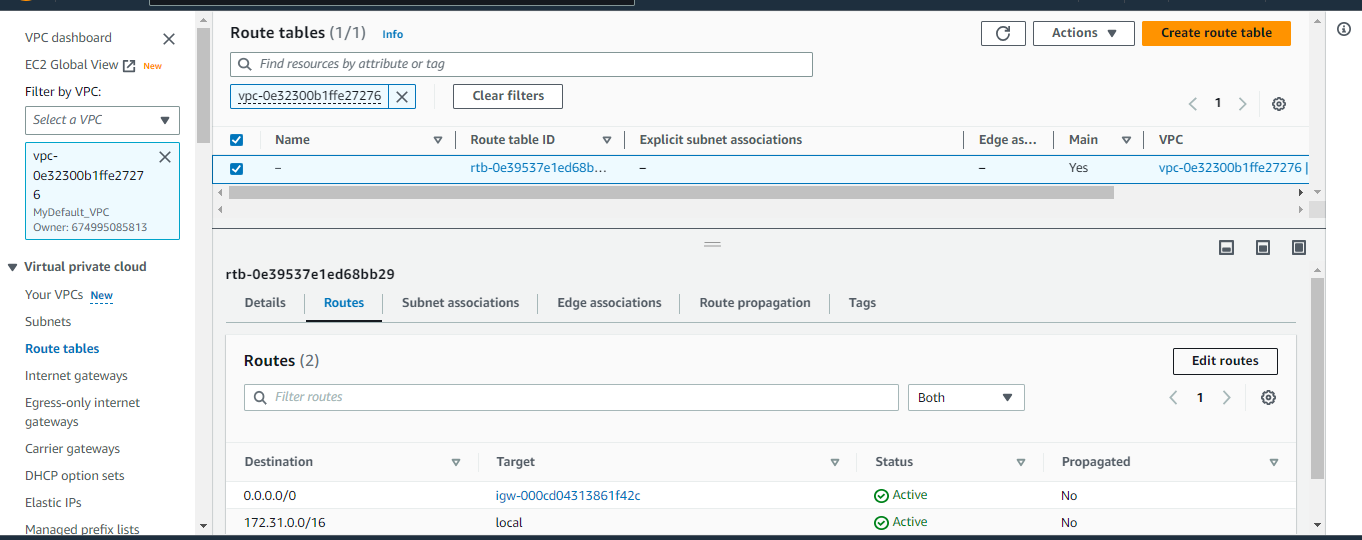 VPC dashboard
EC2 Global View New
Filter by VPC:
Select a VPC
vpc-
0e32300b1ffe2727
6
MyDefault_VPC
Owner: 674995085813
Virtual private cloud
Your VPCs New
Subnets
Route tables
Internet gateways
Egress-only internet
gateways
Carrier gateways
DHCP option sets
Elastic IPs
Managed prefix lists
Route tables (1/1) Info
Actions
Create route table
Find resources by attribute or tag
vpc-0e32300b1ffe27276
Clear filters
1
Name Route table ID Explicit subnet associations Edge as... Main VPC
– rtb-0e39537e1ed68b... – – Yes vpc-0e32300b1ffe27276 |
rtb-0e39537e1ed68bb29
Details Routes Subnet associations Edge associations Route propagation Tags
Routes (2)
Edit routes
Filter routes
Both
1
Destination Target Status Propagated
0.0.0.0/0 igw-000cd04313861f42c Active No
172.31.0.0/16 local Active No